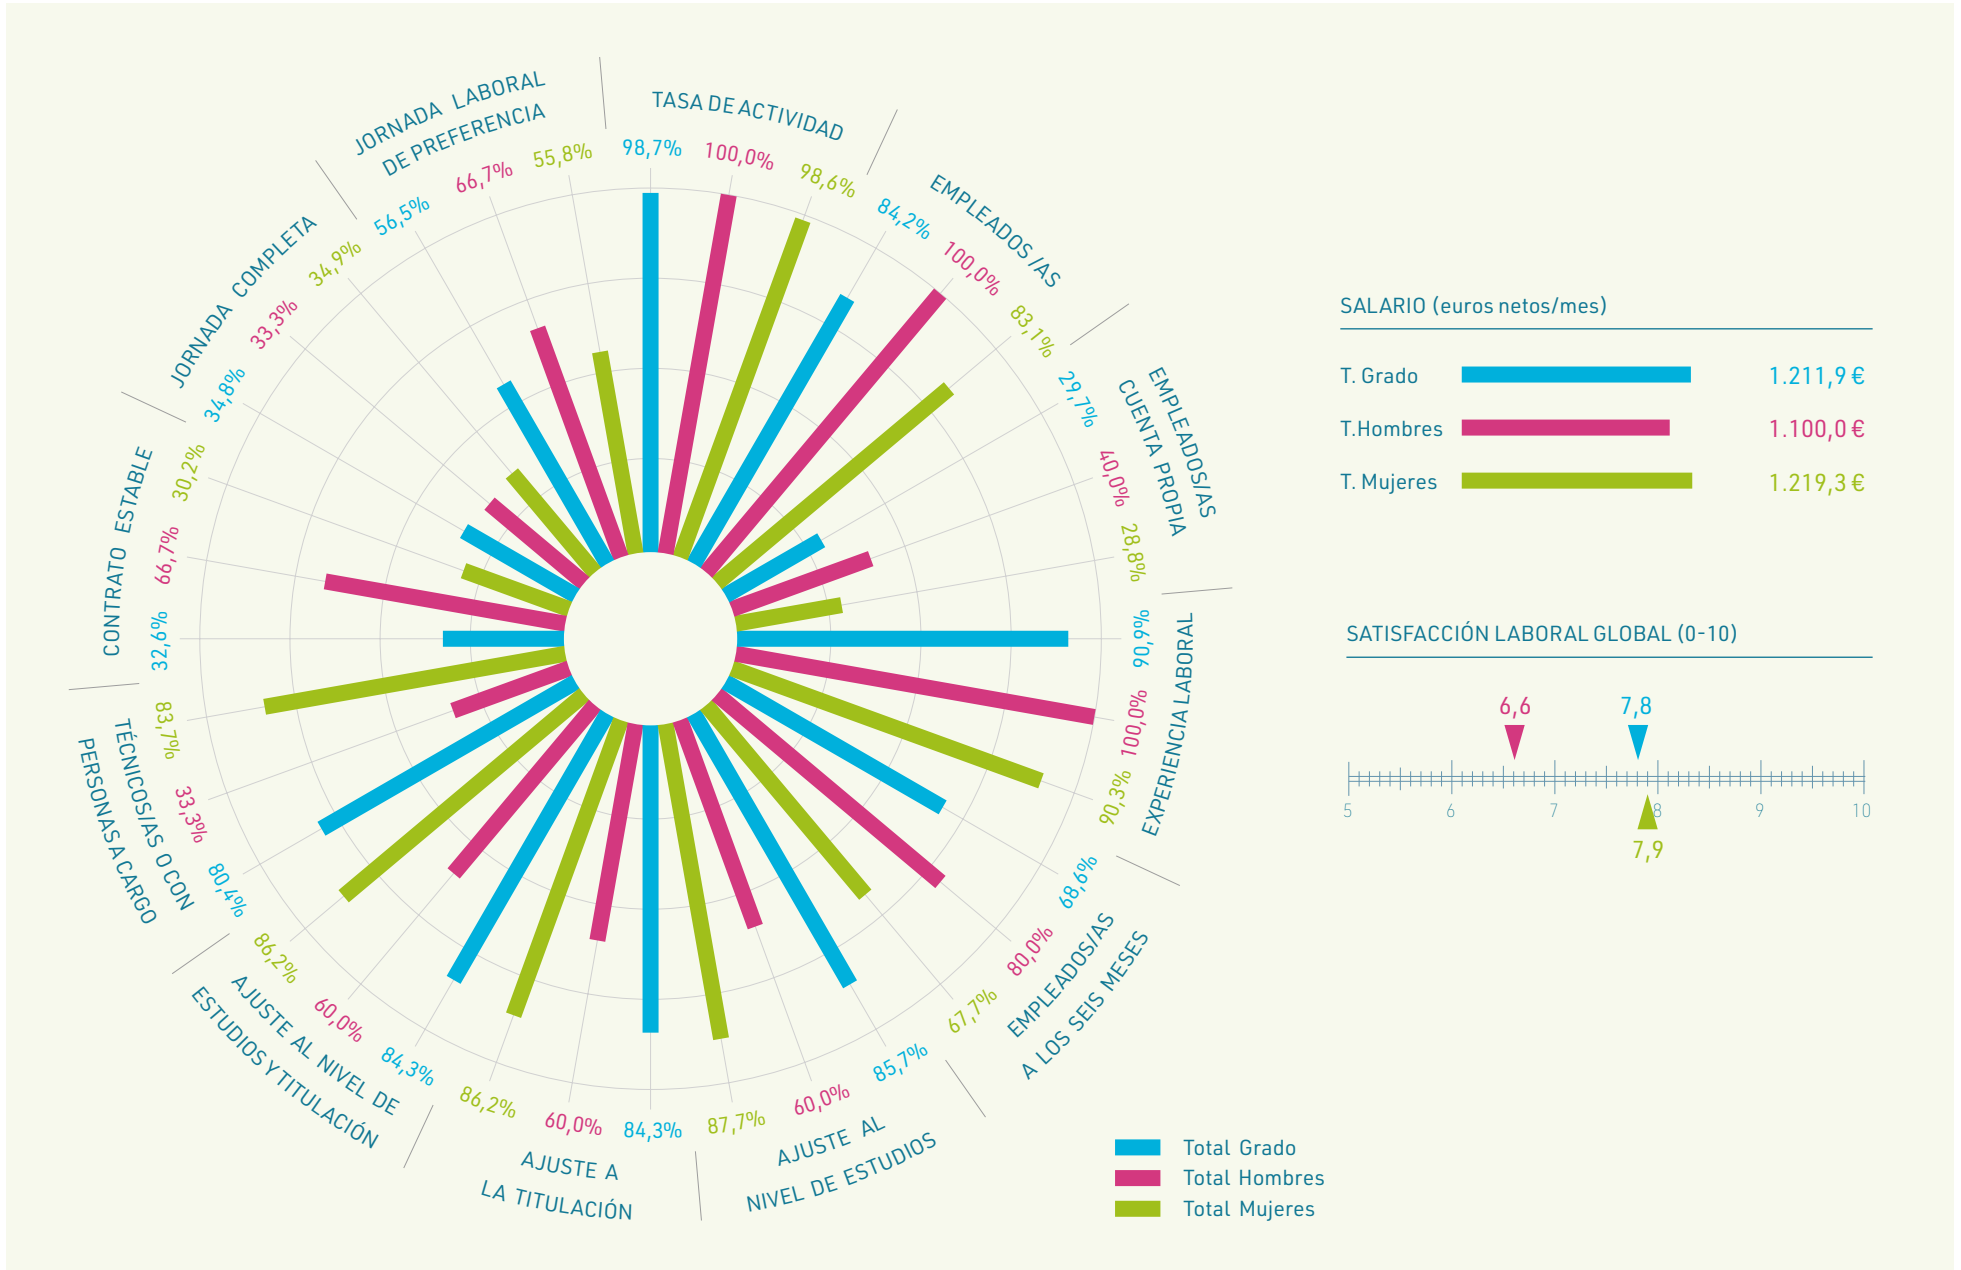 TASA DE ACTIVIDAD
98,7%
100,0%
98,6%
EMPLEADOS /AS
84,2%
100,0%
83,1%
EMPLEADOS/AS
CUENTA PROPIA
29,7%
40,0%
28,8%
EXPERIENCIA LABORAL
90,9%
100,0%
90,3%
EMPLEADOS/AS
A LOS SEIS MESES
68,6%
80,0%
67,7%
AJUSTE AL
NIVEL DE ESTUDIOS
85,7%
60,0%
87,7%
AJUSTE A
LA TITULACIÓN
84,3%
60,0%
86,2%
AJUSTE AL NIVEL DE
ESTUDIOS Y TITULACIÓN
84,3%
60,0%
86,2%
TÉCNICOS/AS O CON
PERSONAS A CARGO
80,4%
33,3%
83,7%
CONTRATO ESTABLE
32,6%
66,7%
30,2%
JORNADA COMPLETA
34,8%
33,3%
34,9%
JORNADA LABORAL
DE PREFERENCIA
56,5%
66,7%
55,8%
SALARIO (euros netos/mes)
T. Grado 1.211,9 €
T.Hombres 1.100,0 €
T. Mujeres 1.219,3 €
SATISFACCIÓN LABORAL GLOBAL (0-10)
6,6 7,8
5 6 7 8 9 10
7,9
Total Grado
Total Hombres
Total Mujeres